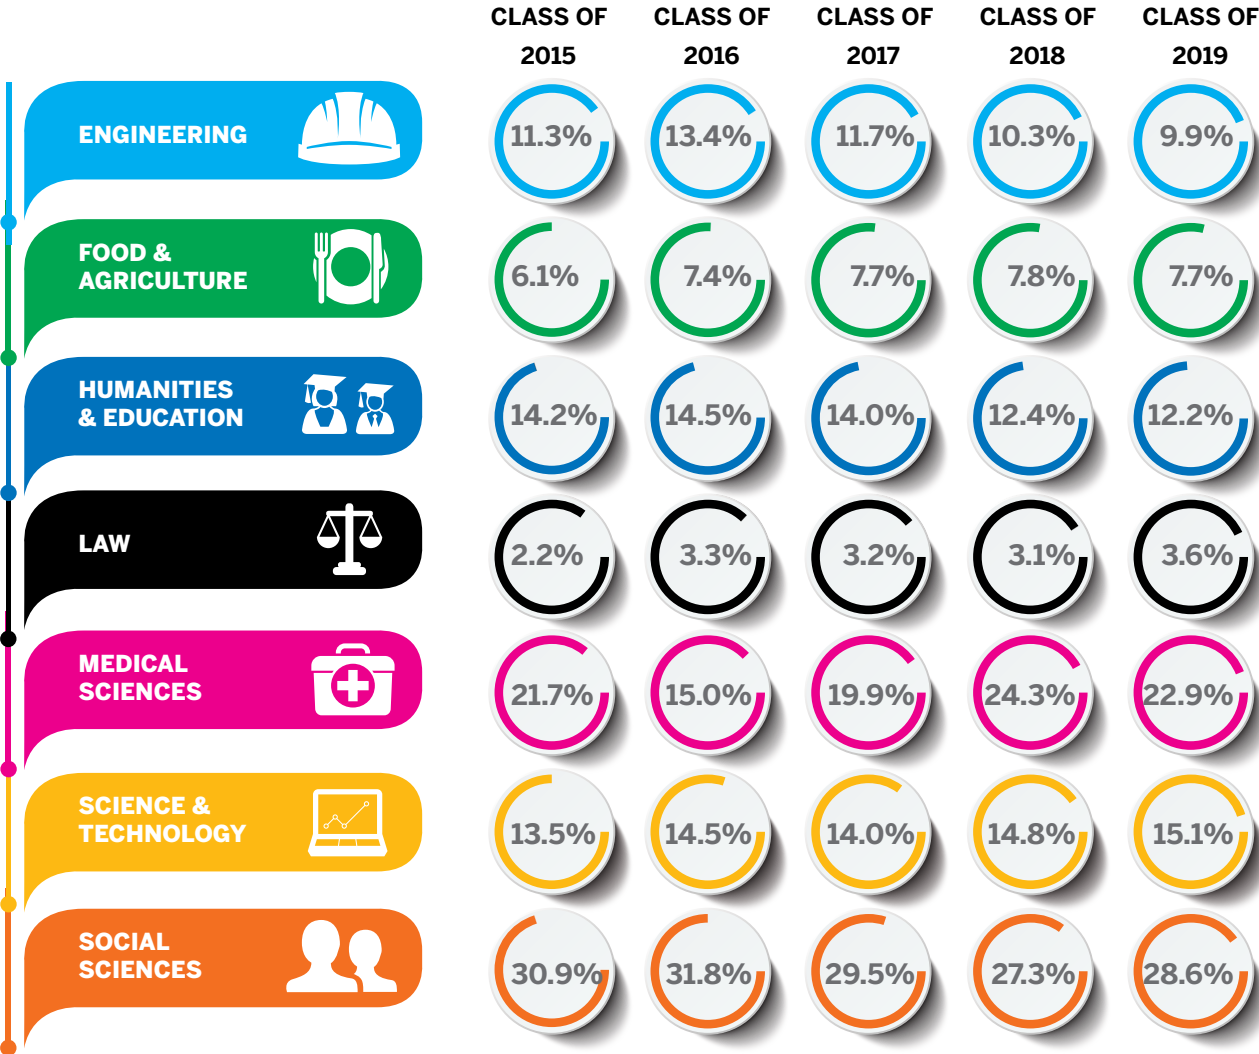 CLASS OF CLASS OF CLASS OF CLASS OF CLASS OF
2015 2016 2017 2018 2019
ENGINEERING 11.3% 13.4% 11.7% 10.3% 9.9%
FOOD &
AGRICULTURE 6.1% 7.4% 7.7% 7.8% 7.7%
HUMANITIES
& EDUCATION 14.2% 14.5% 14.0% 12.4% 12.2%
LAW 2.2% 3.3% 3.2% 3.1% 3.6%
MEDICAL
SCIENCES 21.7% 15.0% 19.9% 24.3% 22.9%
SCIENCE &
TECHNOLOGY 13.5% 14.5% 14.0% 14.8% 15.1%
SOCIAL
SCIENCES 30.9% 31.8% 29.5% 27.3% 28.6%